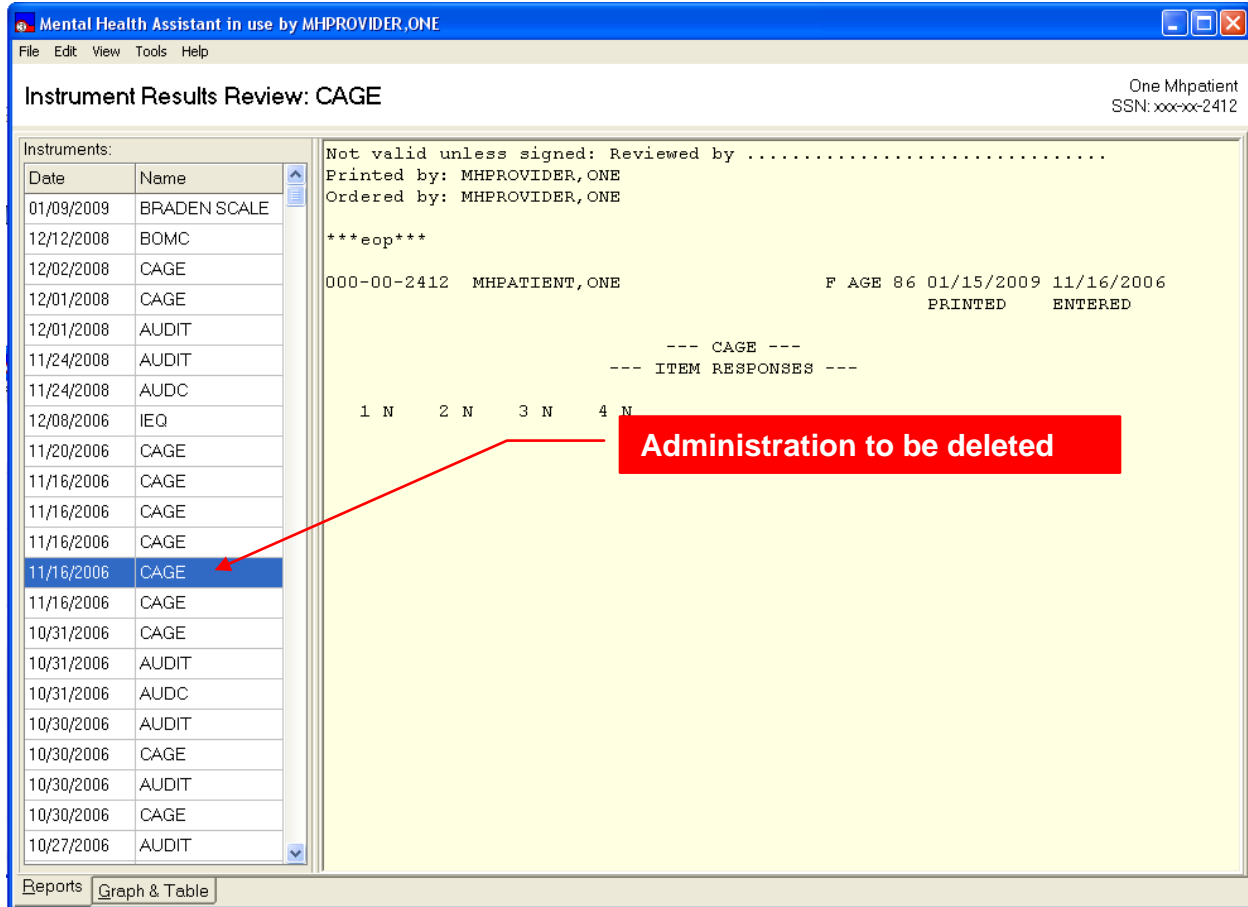 Mental Health Assistant in use by MHPROVIDER,ONE
File Edit View Tools Help
Instrument Results Review: CAGE
One Mhpatient
SSN: xxx-xx-2412
Instruments:
Date Name
01/09/2009 BRADEN SCALE
12/12/2008 BOMC
12/02/2008 CAGE
12/01/2008 CAGE
12/01/2008 AUDIT
11/24/2008 AUDIT
11/24/2008 AUDC
12/08/2006 IEQ
11/20/2006 CAGE
11/16/2006 CAGE
11/16/2006 CAGE
11/16/2006 CAGE
11/16/2006 CAGE
11/16/2006 CAGE
10/31/2006 CAGE
10/31/2006 AUDIT
10/31/2006 AUDC
10/30/2006 AUDIT
10/30/2006 CAGE
10/30/2006 AUDIT
10/30/2006 CAGE
10/27/2006 AUDIT
Not valid unless signed: Reviewed by ................................
Printed by: MHPROVIDER,ONE
Ordered by: MHPROVIDER,ONE
***eop***
000-00-2412 MHPATIENT,ONE F AGE 86 01/15/2009 11/16/2006
PRINTED ENTERED
--- CAGE ---
--- ITEM RESPONSES ---
1 N 2 N 3 N 4 N
Administration to be deleted
Reports Graph & Table